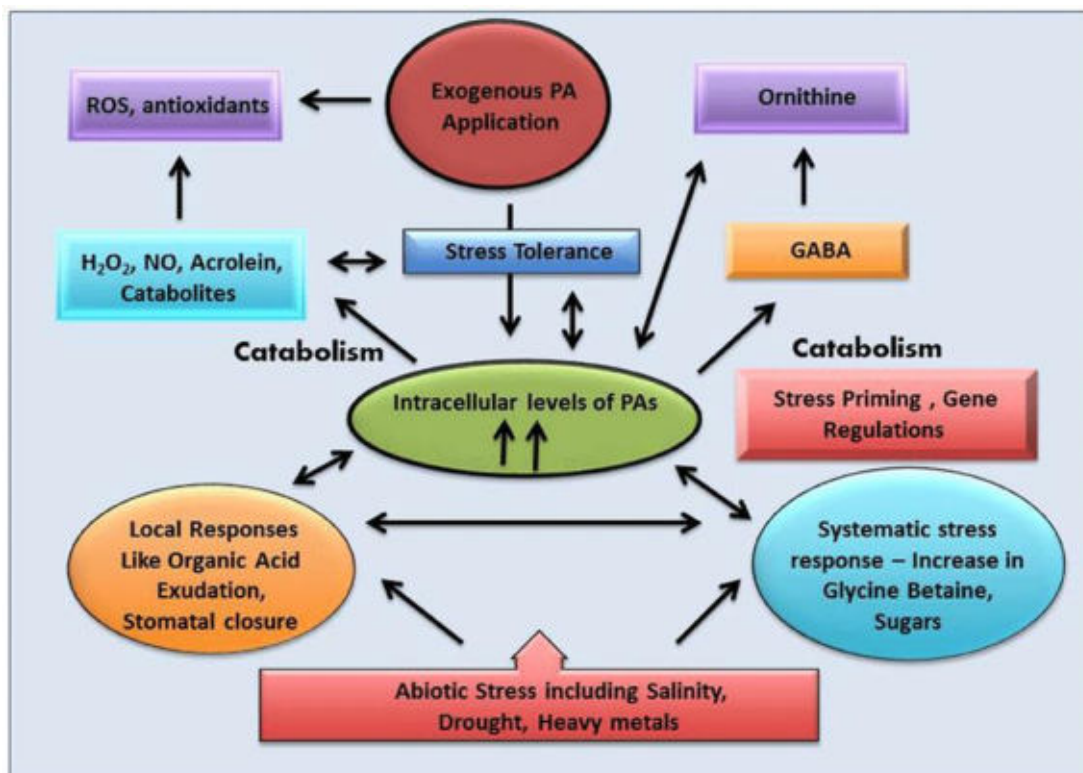 Exogenous PA
Application
ROS, antioxidants
Ornithine
H₂O₂, NO, Acrolein,
Catabolites
Stress Tolerance
GABA
Catabolism
Catabolism
Intracellular levels of PAs
Stress Priming , Gene
Regulations
Local Responses
Like Organic Acid
Exudation,
Stomatal closure
Systematic stress
response – Increase in
Glycine Betaine,
Sugars
Abiotic Stress including Salinity,
Drought, Heavy metals